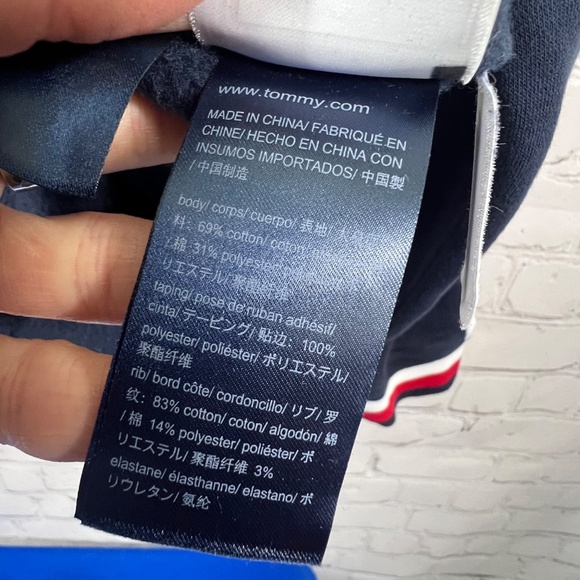 www.tommy.com
MADE IN CHINA/ FABRIQUÉ EN
CHINE/ HECHO EN CHINA CON
INSUMOS IMPORTADOS/ 中国製
/中国制造
body/ corps/ cuerpo/ 表地/
料: 69% cotton/ coton/
/棉 31% polyester/
リエステル/ 聚酯纤维
taping/ pose de ruban adhésif/
cinta/ テーピング/ 贴边: 100%
polyester/ poliéster/ ポリエステル/
聚酯纤维
rib/ bord côte/ cordoncillo/ リブ/ 罗
纹: 83% cotton/ coton/ algodón/ 綿
/ 棉 14% polyester/ poliéster/ ポ
リエステル/ 聚酯纤维 3%
elastane/ élasthanne/ elastano/ ポ
リウレタン/ 氨纶